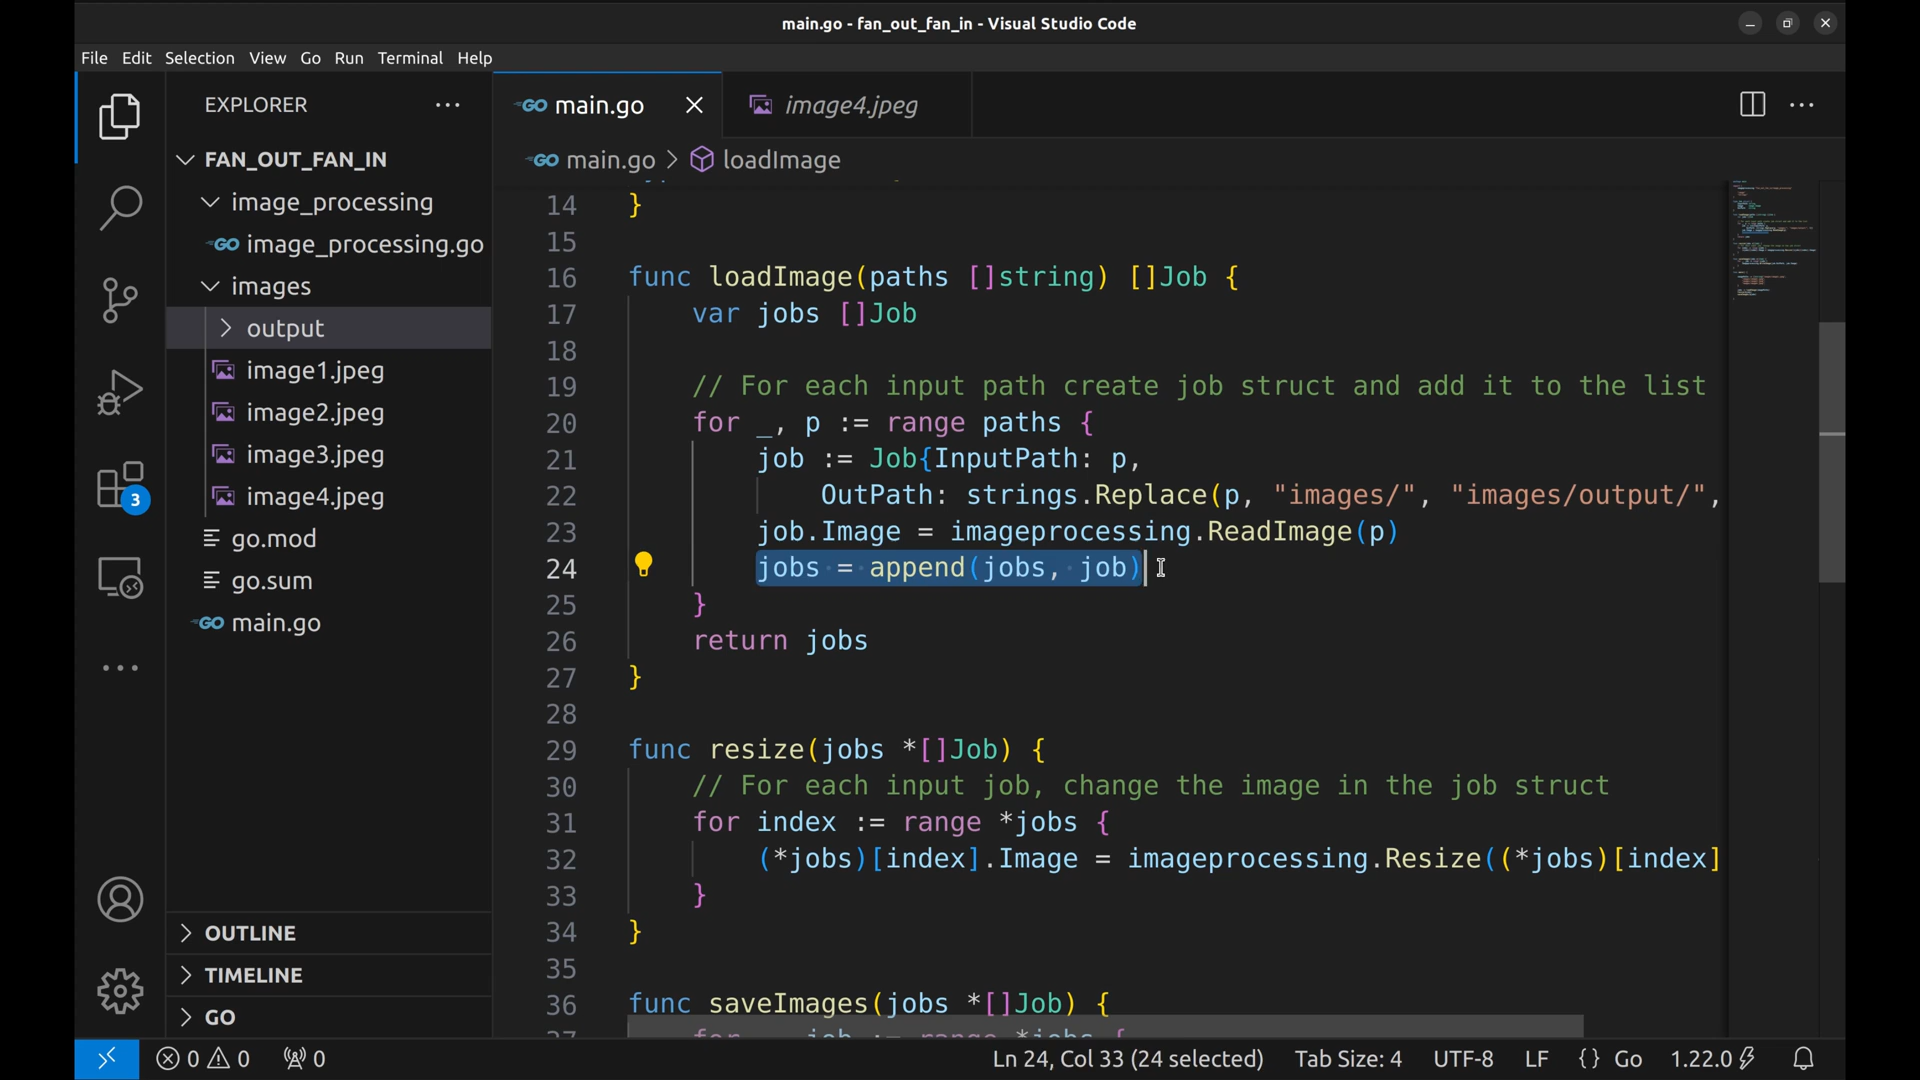 main.go - fan_out_fan_in - Visual Studio Code
File Edit Selection View Go Run Terminal Help
EXPLORER
FAN_OUT_FAN_IN
image_processing
GO image_processing.go
images
output
image1.jpeg
image2.jpeg
image3.jpeg
image4.jpeg
go.mod
go.sum
GO main.go
OUTLINE
TIMELINE
GO
3
GO main.go
image4.jpeg
GO main.go > loadImage
14 }
15
16 func loadImage(paths []string) []Job {
17 var jobs []Job
18
19 // For each input path create job struct and add it to the list
20 for _, p := range paths {
21 job := Job{InputPath: p,
22 OutPath: strings.Replace(p, "images/", "images/output/",
23 job.Image = imageprocessing.ReadImage(p)
24 jobs = append(jobs, job)
25 }
26 return jobs
27 }
28
29 func resize(jobs *[]Job) {
30 // For each input job, change the image in the job struct
31 for index := range *jobs {
32 (*jobs)[index].Image = imageprocessing.Resize((*jobs)[index]
33 }
34 }
35
36 func saveImages(jobs *[]Job) {
0 0 0
Ln 24, Col 33 (24 selected) Tab Size: 4 UTF-8 LF {} Go 1.22.0